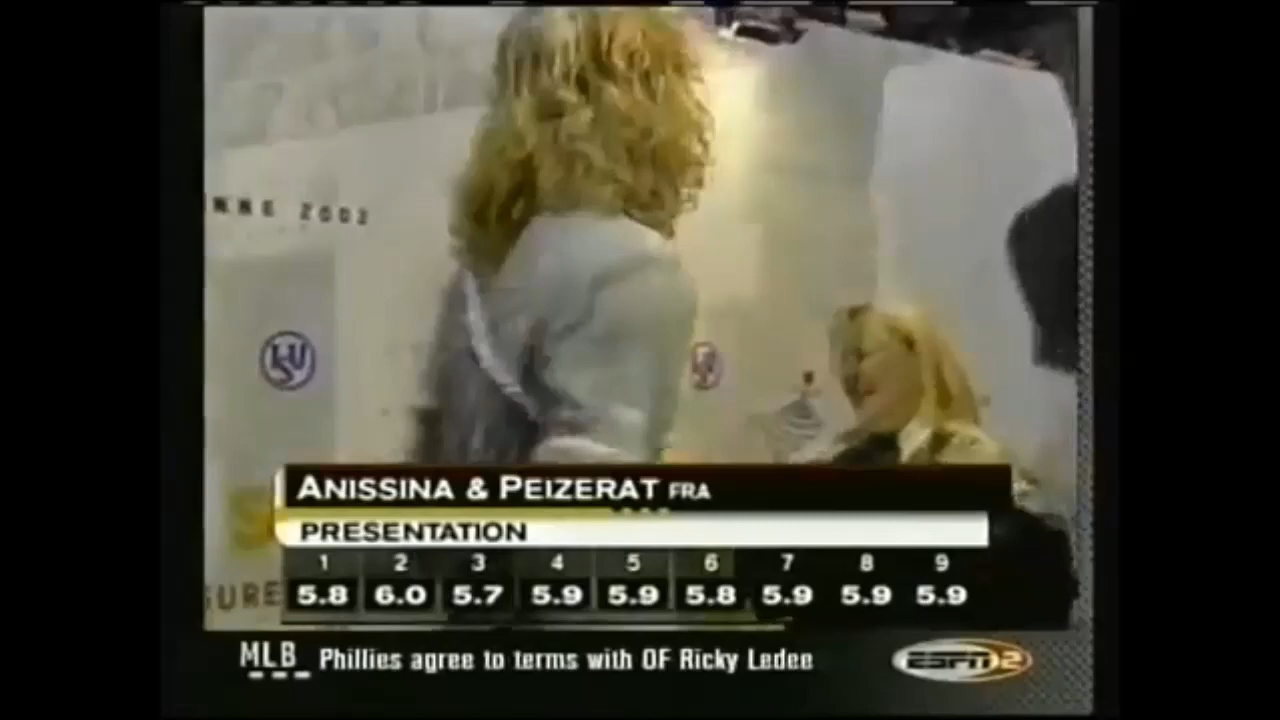 NNE 2002
ISU
ANISSINA & PEIZERAT FRA
PRESENTATION
1 2 3 4 5 6 7 8 9
5.8 6.0 5.7 5.9 5.9 5.8 5.9 5.9 5.9
MLB Phillies agree to terms with OF Ricky Ledee
ESPN 2